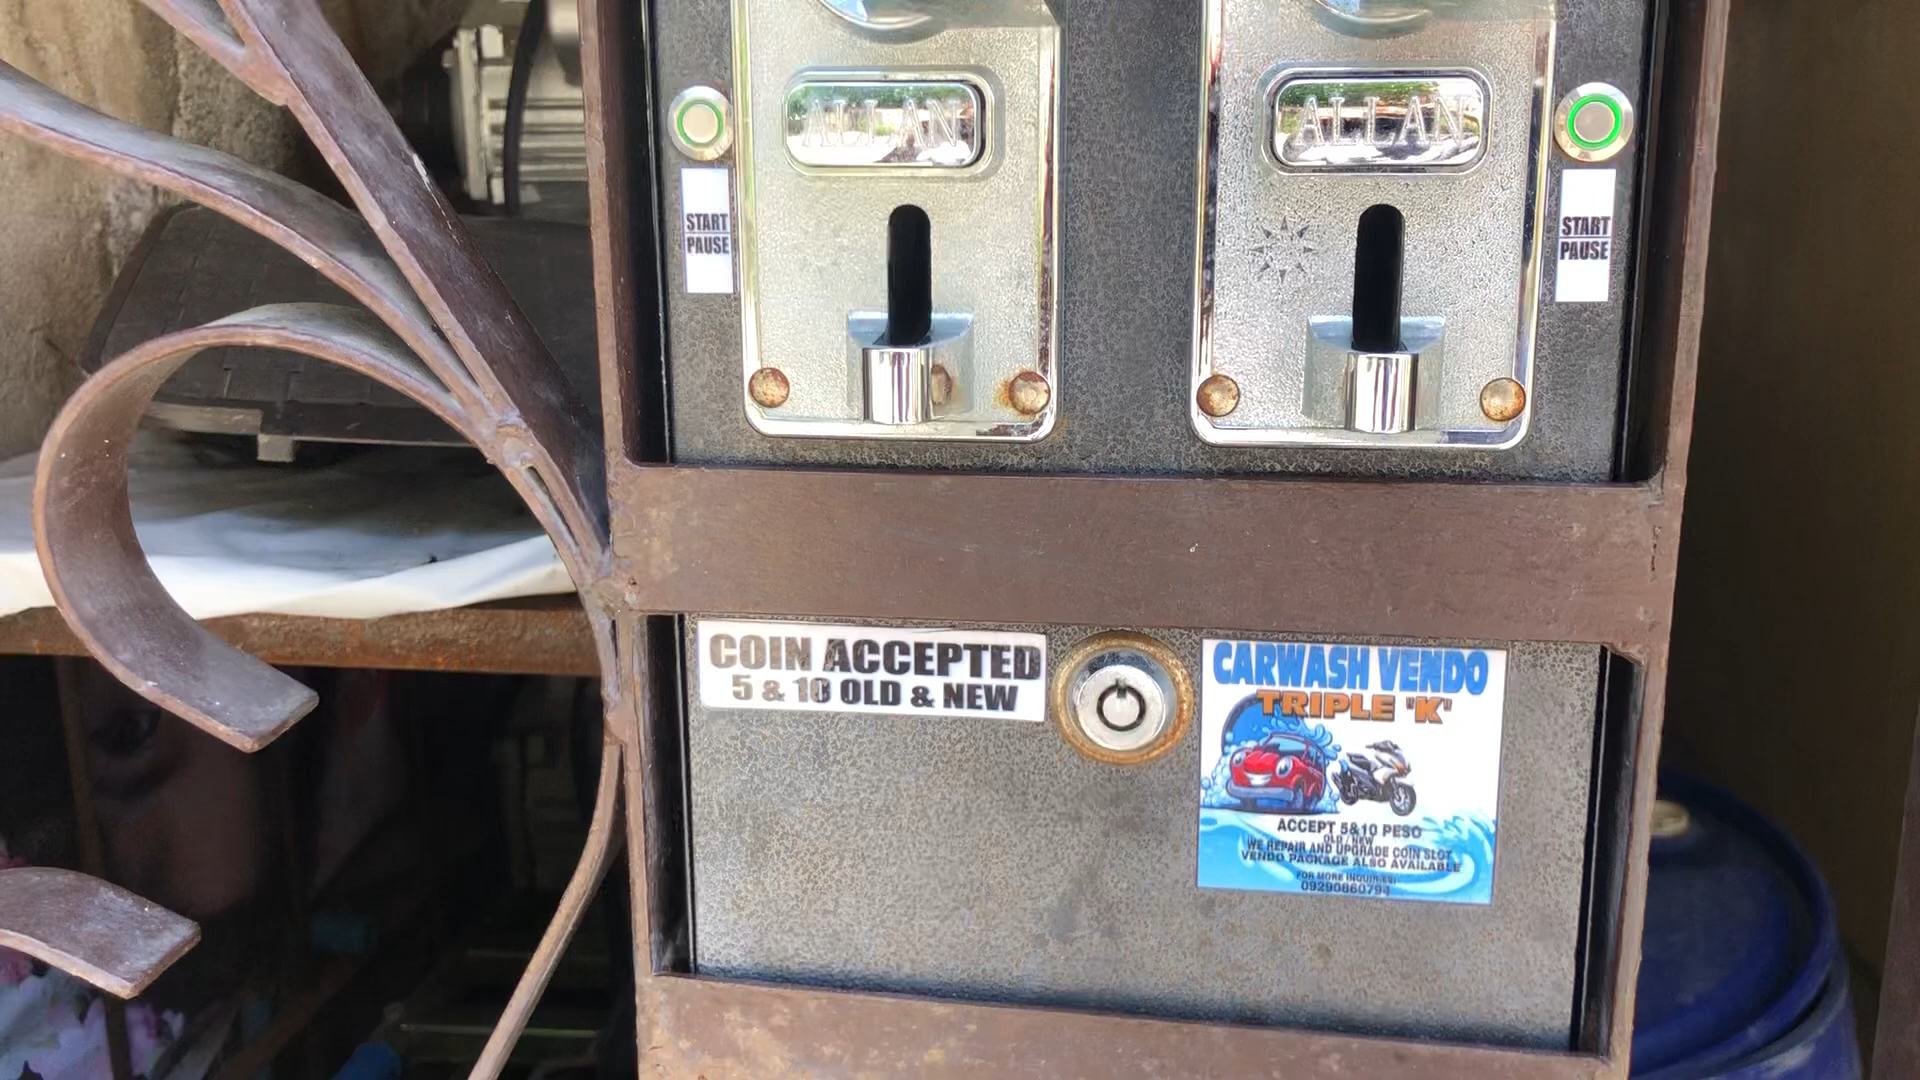 ALLAN
ALLAN
START
PAUSE
START
PAUSE
COIN ACCEPTED
5 & 10 OLD & NEW
CARWASH VENDO
TRIPLE 'K'
ACCEPT 5&10 PESO
OLD / NEW
WE REPAIR AND UPGRADE COIN SLOT
VENDO PACKAGE ALSO AVAILABLE
FOR MORE INQUIRIES:
09290860794